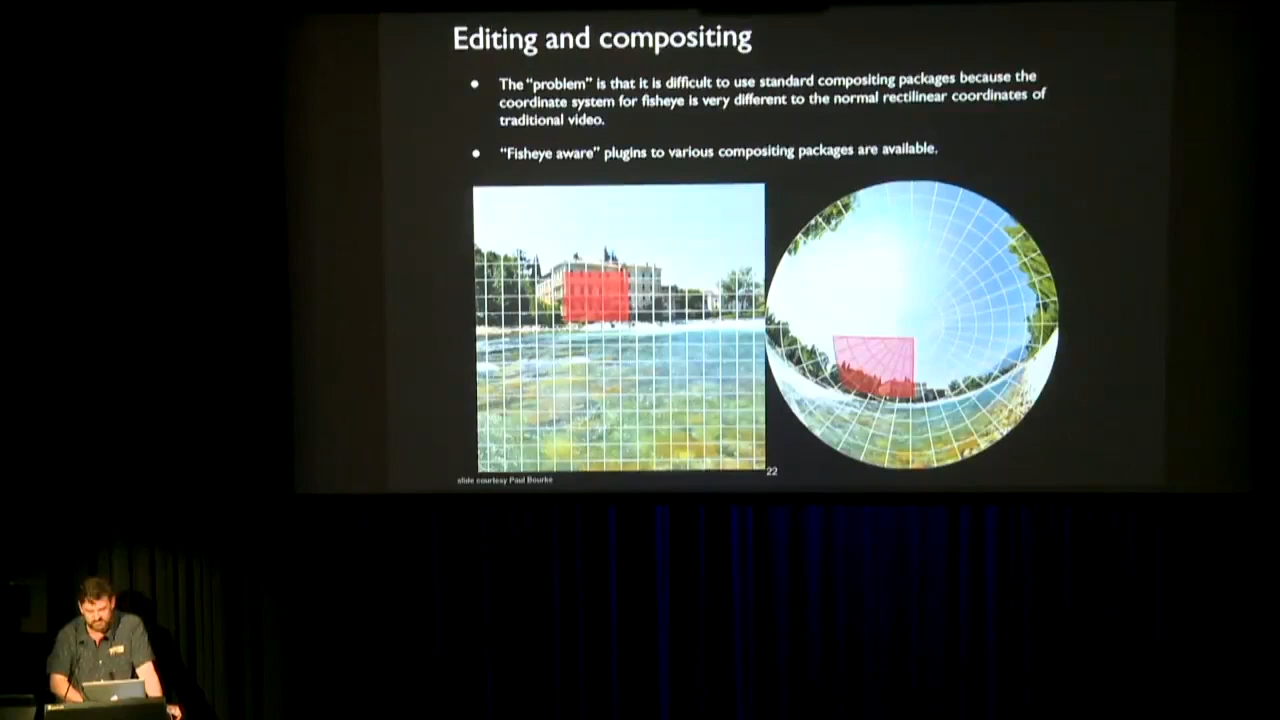 Editing and compositing
• The “problem” is that it is difficult to use standard compositing packages because the
coordinate system for fisheye is very different to the normal rectilinear coordinates of
traditional video.
• “Fisheye aware” plugins to various compositing packages are available.
22
slide courtesy Paul Bourke